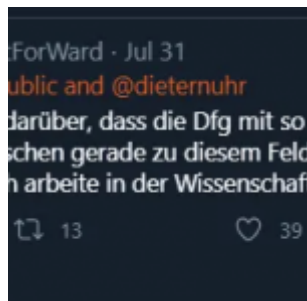 tForWard · Jul 31
ublic and @dieternuhr
darüber, dass die Dfg mit so
schen gerade zu diesem Feld
h arbeite in der Wissenschaf
13 39